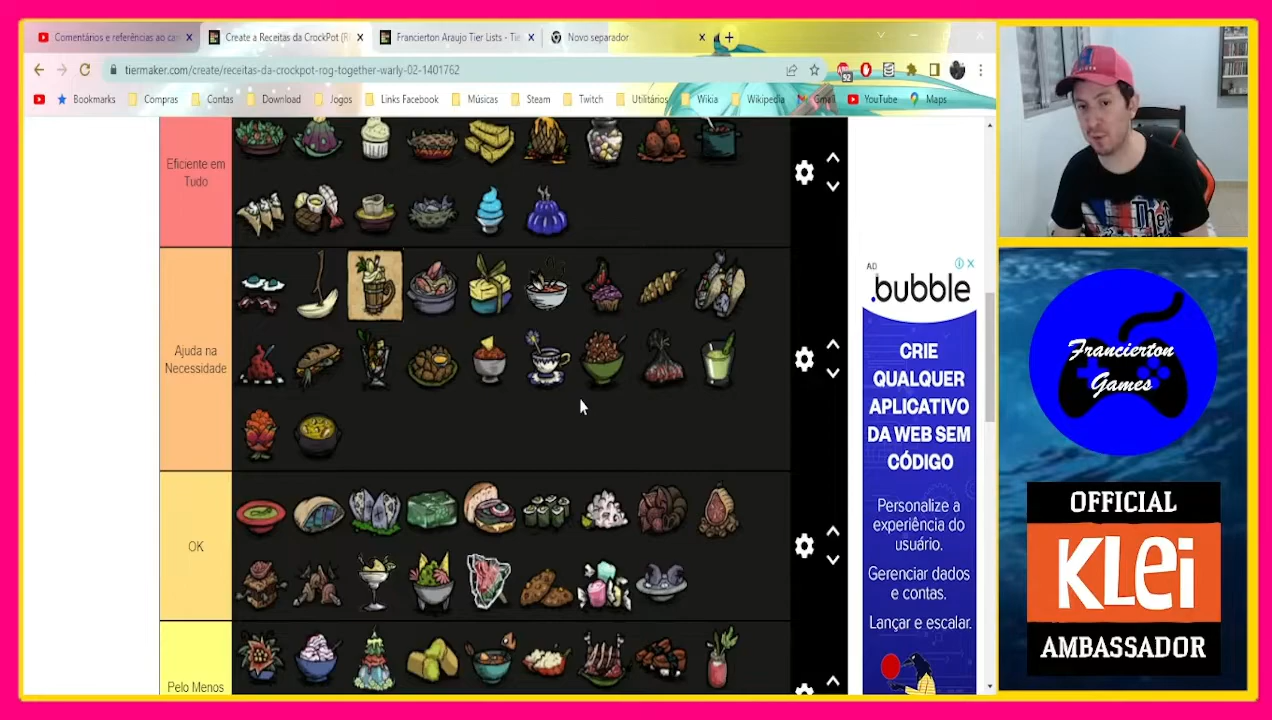 Comentários e referências ao car
Create a Receitas da CrockPot (R
Francierton Araujo Tier Lists - Tie
Novo separador
tiermaker.com/create/receitas-da-crockpot-rog-together-warly-02-1401762
92
Bookmarks
Compras
Contas
Download
Jogos
Links Facebook
Músicas
Steam
Twitch
Utilitários
Wikia
Wikipedia
Gmail
YouTube
Maps
Eficiente em
Tudo
Ajuda na
Necessidade
OK
Pelo Menos
AD
.bubble
CRIE
QUALQUER
APLICATIVO
DA WEB SEM
CÓDIGO
Personalize a
experiência do
usuário.
Gerenciar dados
e contas.
Lançar e escalar.
Francierton
Games
OFFICIAL
KLei
AMBASSADOR